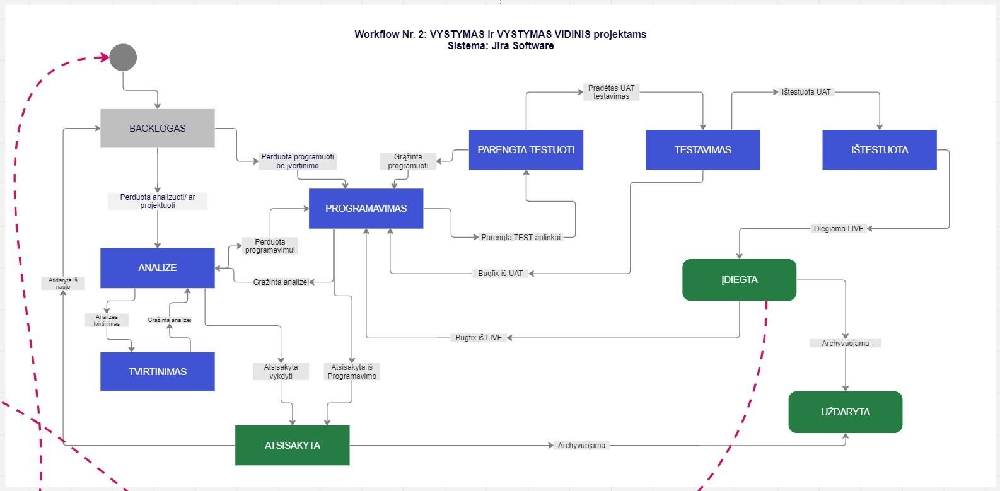 Workflow Nr. 2: VYSTYMAS ir VYSTYMAS VIDINIS projektams
Sistema: Jira Software
Pradėtas UAT
testavimas
Ištestuota UAT
BACKLOGAS
Perduota programuoti
be įvertinimo
Grąžinta
programuoti
PARENGTA TESTUOTI
TESTAVIMAS
IŠTESTUOTA
Perduota analizuoti/ ar
projektuoti
PROGRAMAVIMAS
Parengta TEST aplinkai
Diegiama LIVE
Perduota
programavimui
ANALIZĖ
Grąžinta analizei
Bugfix iš UAT
ĮDIEGTA
Atidaryta iš
naujo
Analizės
tvirtinimas
Grąžinta analizei
Bugfix iš LIVE
Archyvuojama
TVIRTINIMAS
Atsisakyta
vykdyti
Atsisakyta iš
Programavimo
UŽDARYTA
ATSISAKYTA
Archyvuojama